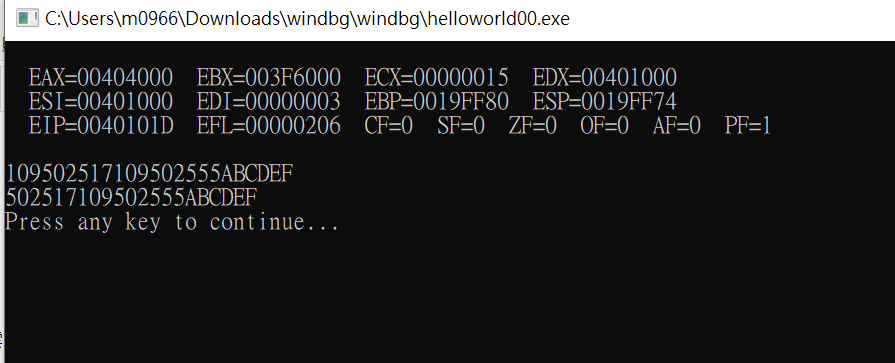 C:\Users\m0966\Downloads\windbg\windbg\helloworld00.exe
EAX=00404000 EBX=003F6000 ECX=00000015 EDX=00401000
ESI=00401000 EDI=00000003 EBP=0019FF80 ESP=0019FF74
EIP=0040101D EFL=00000206 CF=0 SF=0 ZF=0 OF=0 AF=0 PF=1
109502517109502555ABCDEF
502517109502555ABCDEF
Press any key to continue...